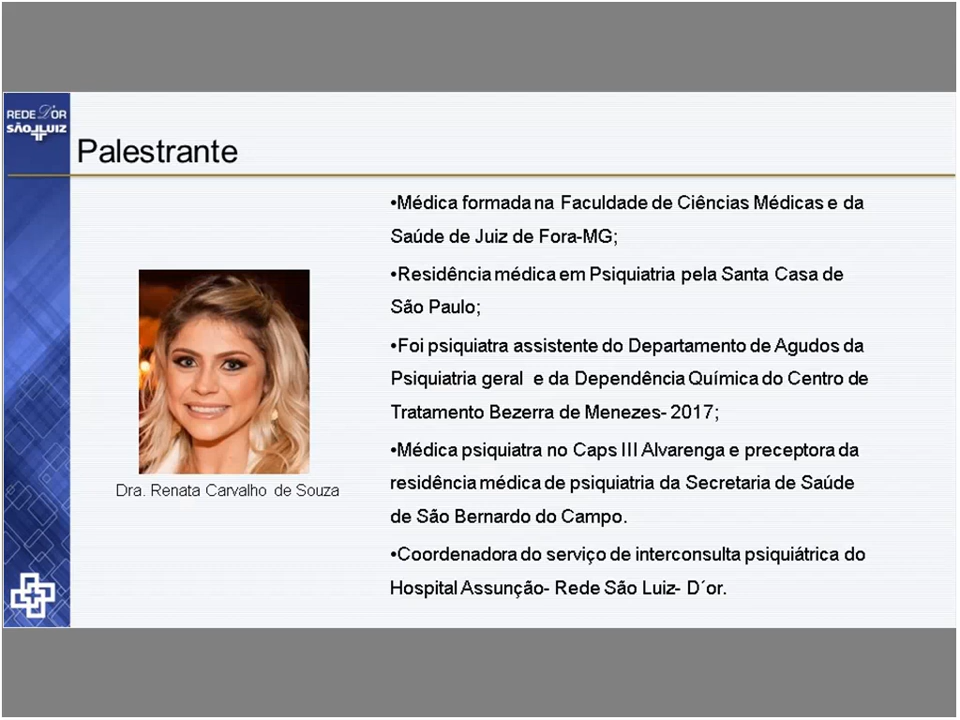 REDE D'OR
SÃO LUIZ
Palestrante
•Médica formada na Faculdade de Ciências Médicas e da
Saúde de Juiz de Fora-MG;
•Residência médica em Psiquiatria pela Santa Casa de
São Paulo;
•Foi psiquiatra assistente do Departamento de Agudos da
Psiquiatria geral e da Dependência Química do Centro de
Tratamento Bezerra de Menezes- 2017;
•Médica psiquiatra no Caps III Alvarenga e preceptora da
residência médica de psiquiatria da Secretaria de Saúde
de São Bernardo do Campo.
•Coordenadora do serviço de interconsulta psiquiátrica do
Hospital Assunção- Rede São Luiz- D´or.
Dra. Renata Carvalho de Souza